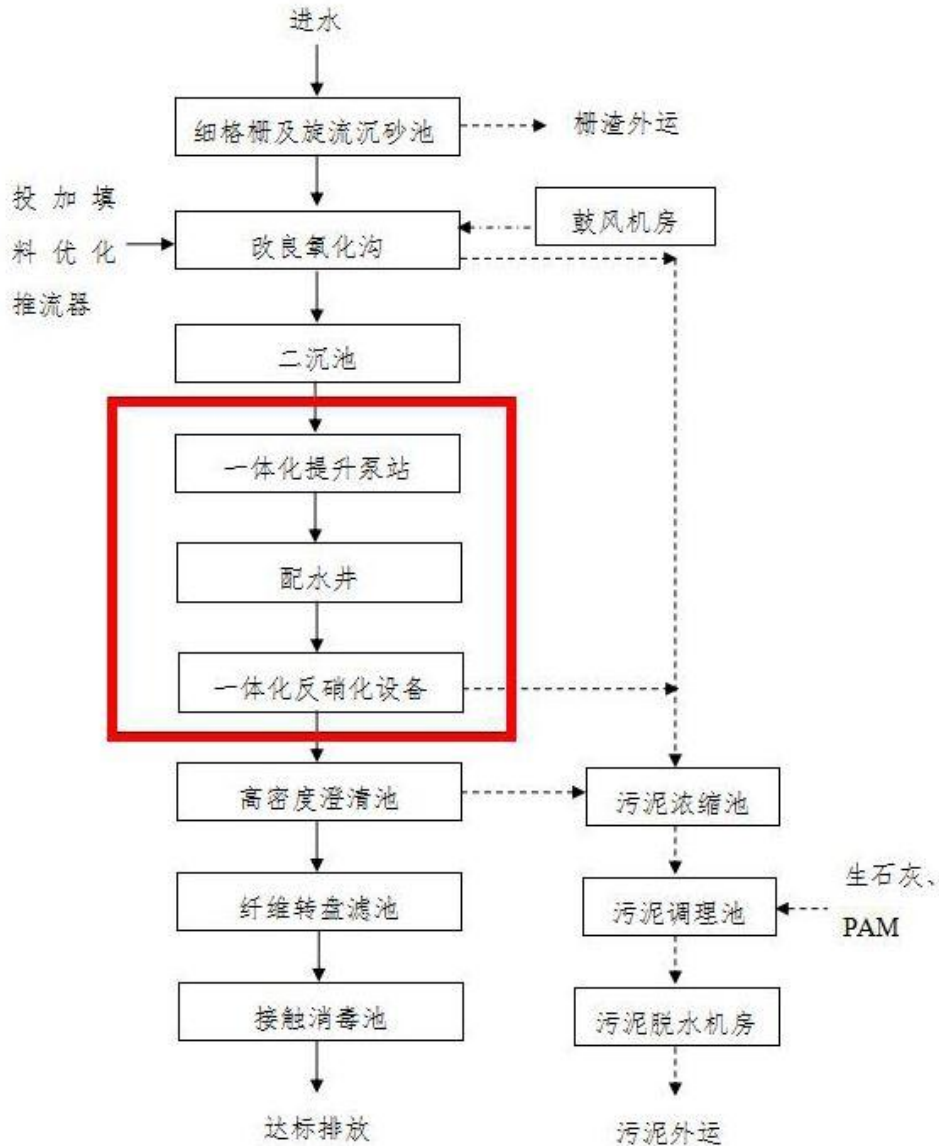 进水
细格栅及旋流沉砂池
栅渣外运
投加填
料优化
推流器
改良氧化沟
鼓风机房
二沉池
一体化提升泵站
配水井
一体化反硝化设备
高密度澄清池
污泥浓缩池
纤维转盘滤池
污泥调理池
生石灰、
PAM
接触消毒池
污泥脱水机房
达标排放
污泥外运